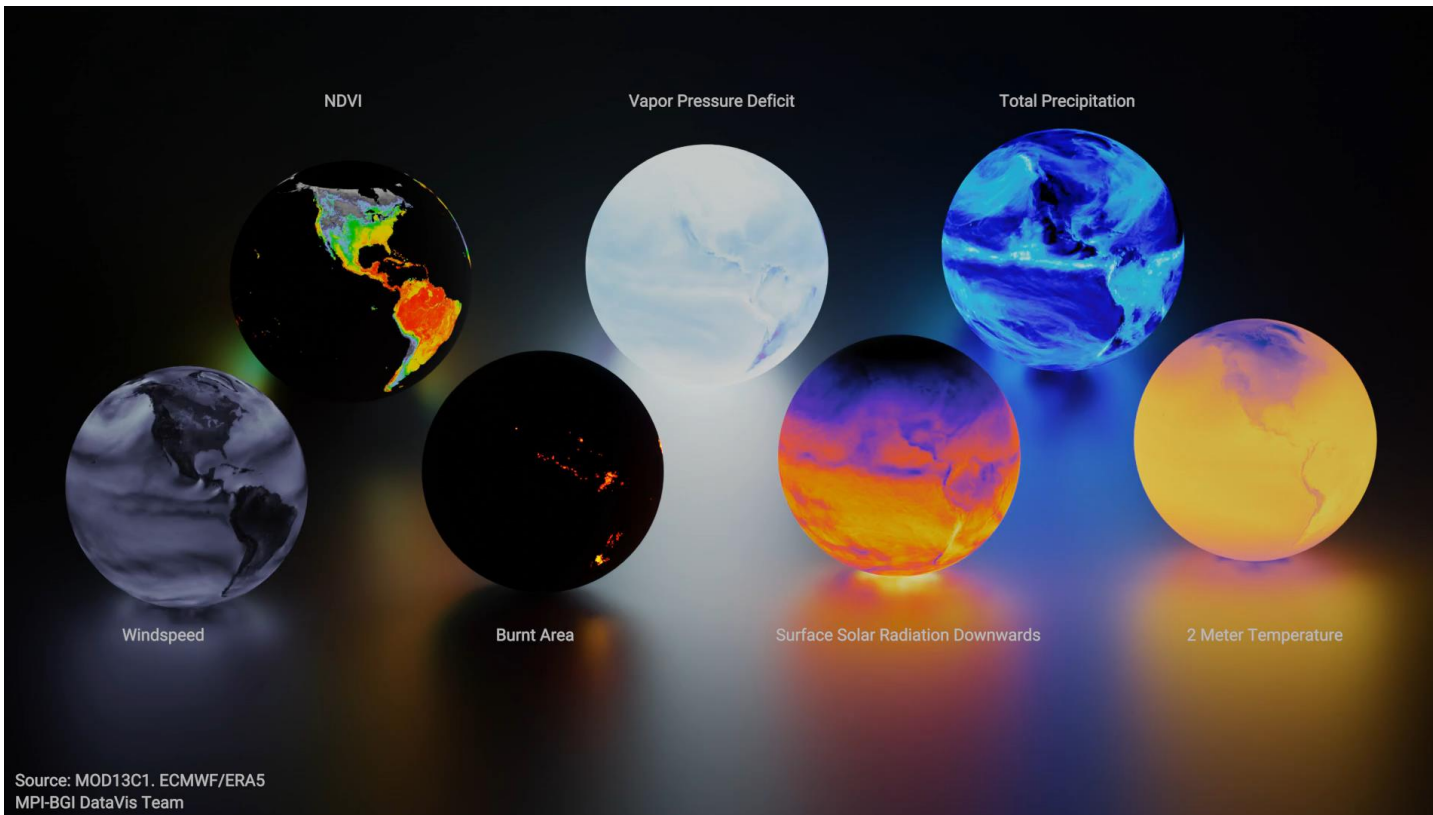 NDVI
Vapor Pressure Deficit
Total Precipitation
Windspeed
Burnt Area
Surface Solar Radiation Downwards
2 Meter Temperature
Source: MOD13C1. ECMWF/ERA5
MPI-BGI DataVis Team